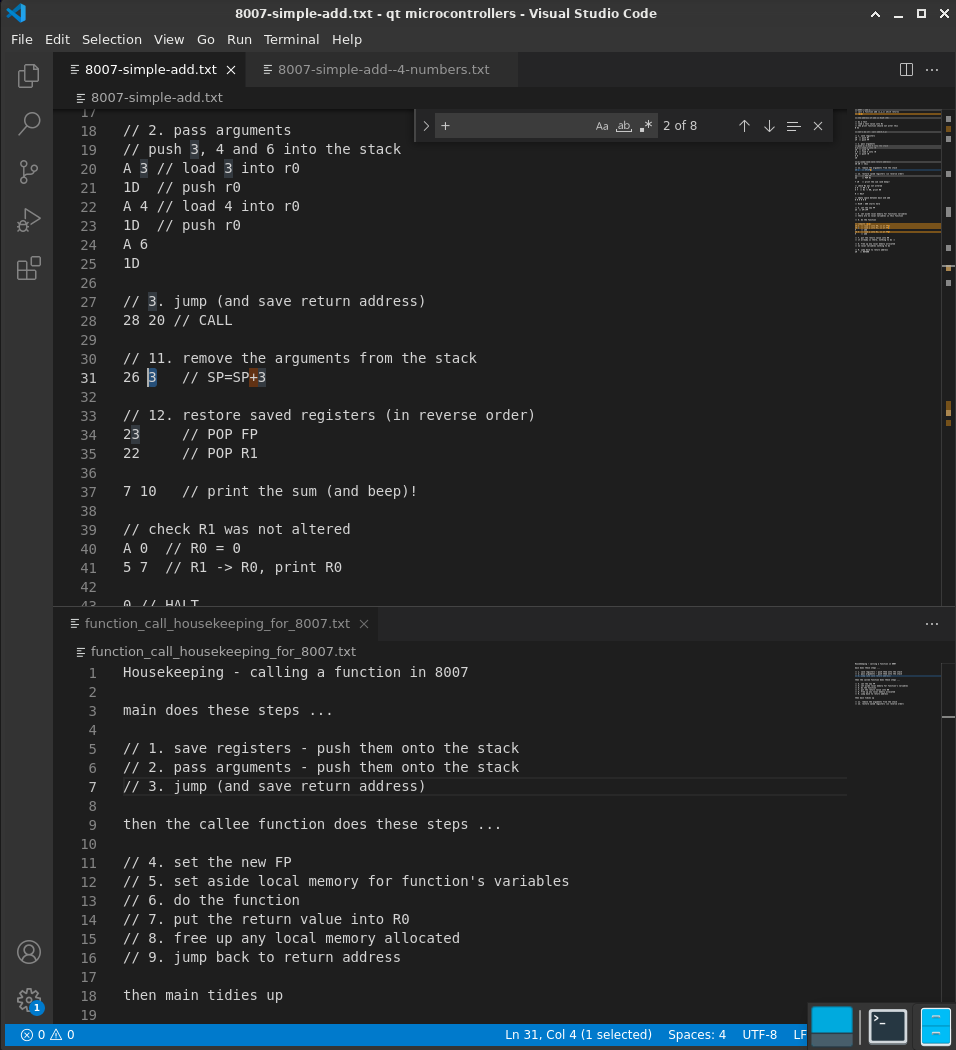 8007-simple-add.txt - qt microcontrollers - Visual Studio Code
File Edit Selection View Go Run Terminal Help
8007-simple-add.txt 8007-simple-add--4-numbers.txt
8007-simple-add.txt
+ Aa ab 2 of 8
17
18 // 2. pass arguments
19 // push 3, 4 and 6 into the stack
20 A 3 // load 3 into r0
21 1D  // push r0
22 A 4 // load 4 into r0
23 1D  // push r0
24 A 6
25 1D
26
27 // 3. jump (and save return address)
28 28 20 // CALL
29
30 // 11. remove the arguments from the stack
31 26 3   // SP=SP+3
32
33 // 12. restore saved registers (in reverse order)
34 23     // POP FP
35 22     // POP R1
36
37 7 10   // print the sum (and beep)!
38
39 // check R1 was not altered
40 A 0  // R0 = 0
41 5 7  // R1 -> R0, print R0
42
43 0 // HALT
function_call_housekeeping_for_8007.txt
function_call_housekeeping_for_8007.txt
1 Housekeeping - calling a function in 8007
2
3 main does these steps ...
4
5 // 1. save registers - push them onto the stack
6 // 2. pass arguments - push them onto the stack
7 // 3. jump (and save return address)
8
9 then the callee function does these steps ...
10
11 // 4. set the new FP
12 // 5. set aside local memory for function's variables
13 // 6. do the function
14 // 7. put the return value into R0
15 // 8. free up any local memory allocated
16 // 9. jump back to return address
17
18 then main tidies up
19
1
0 0 Ln 31, Col 4 (1 selected) Spaces: 4 UTF-8 LF